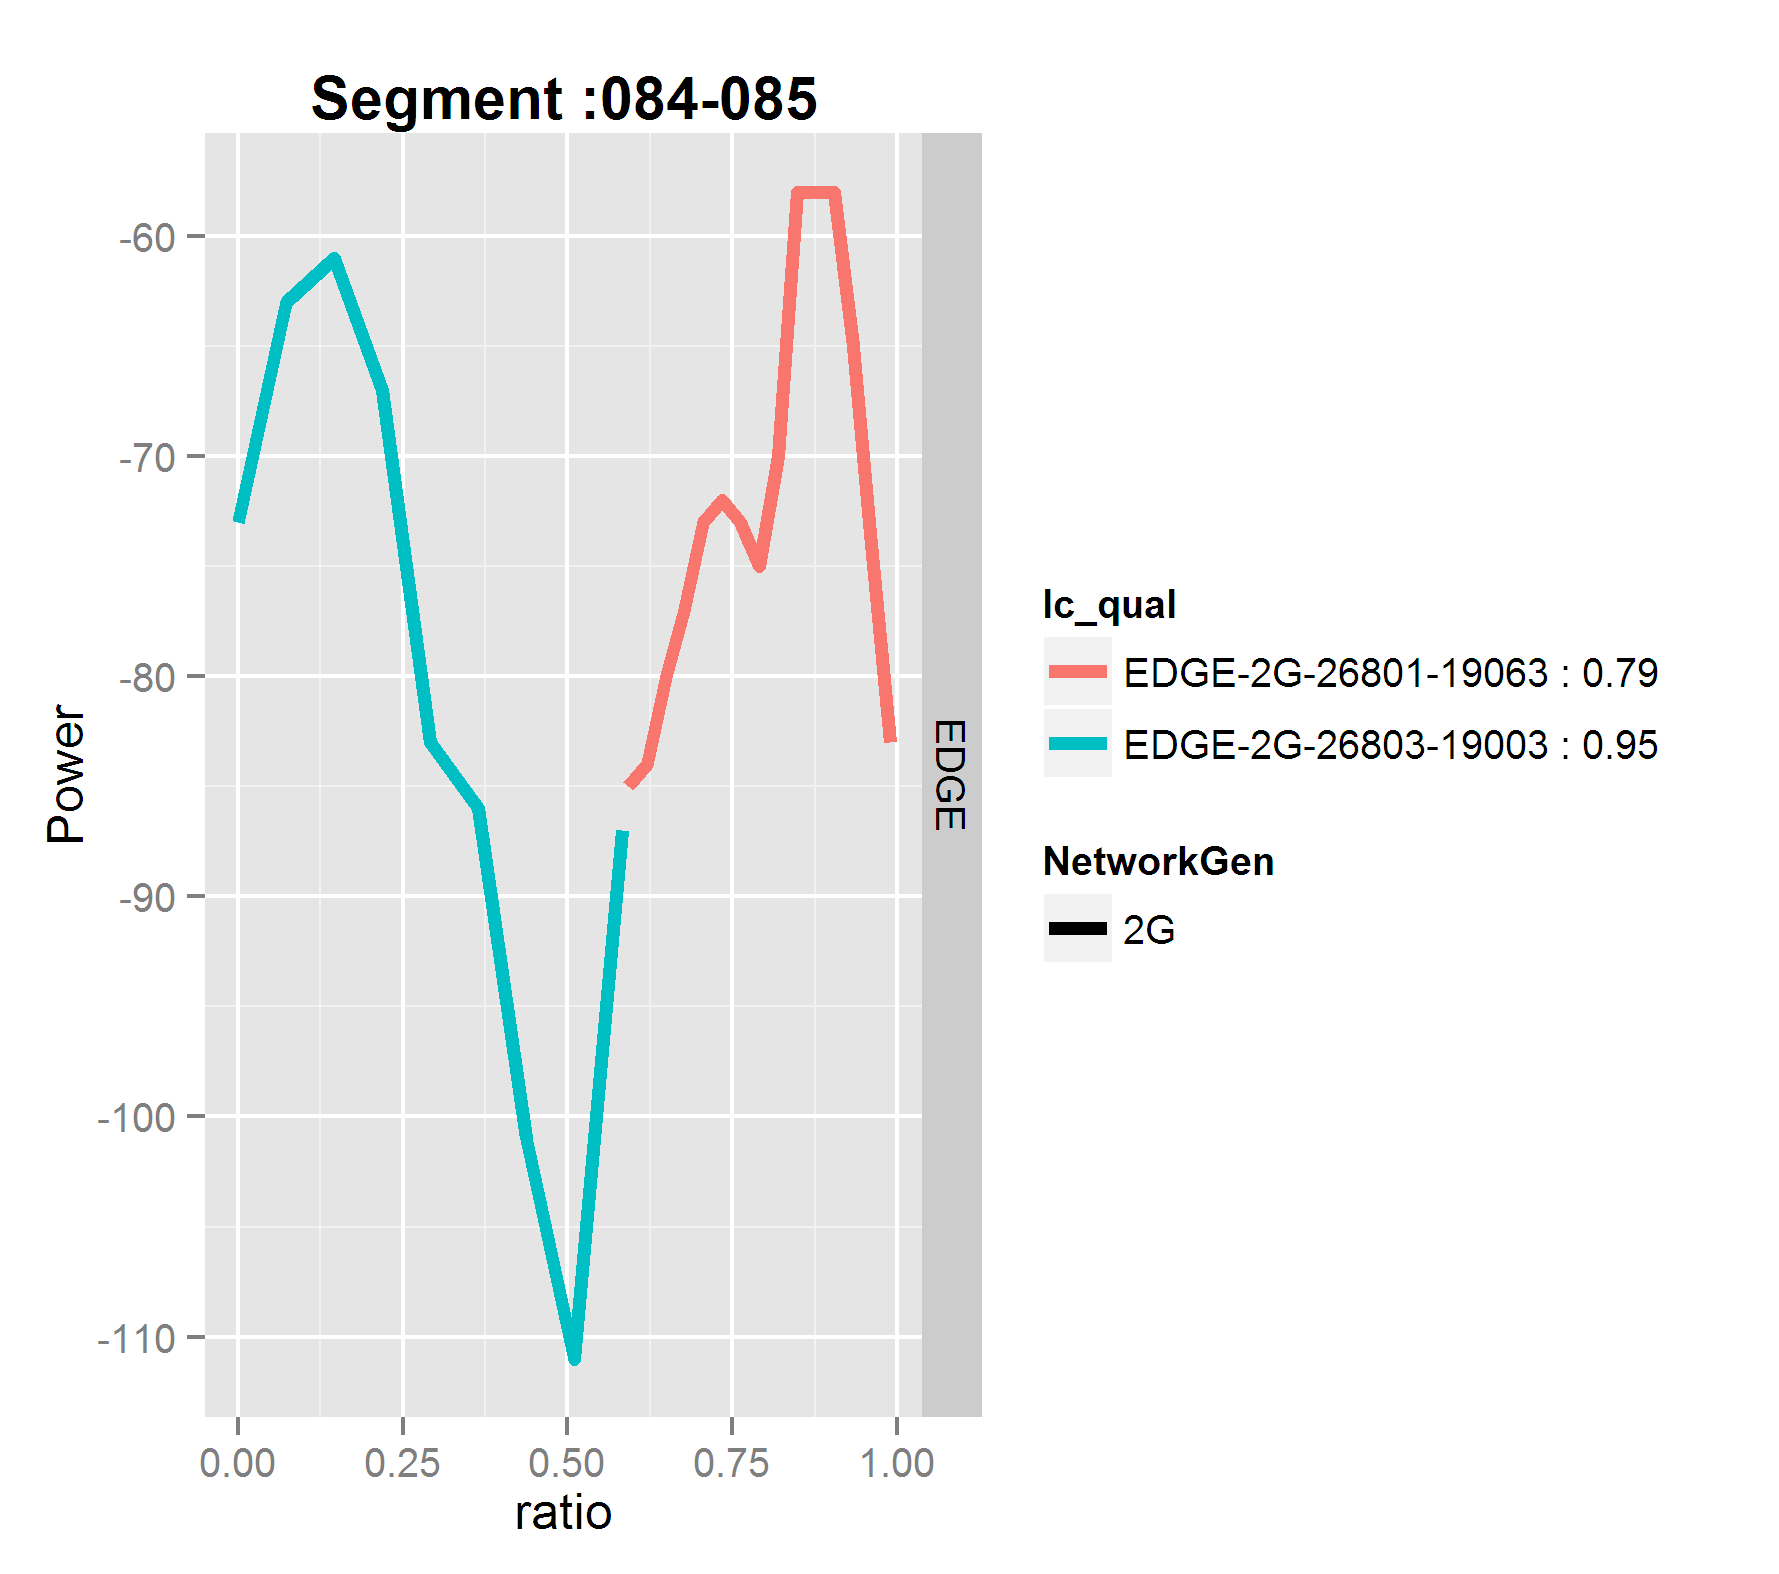 Segment :084-085
-60
-70
-80
-90
-100
-110
Power
0.00 0.25 0.50 0.75 1.00
ratio
EDGE
lc_qual
EDGE-2G-26801-19063 : 0.79
EDGE-2G-26803-19003 : 0.95
NetworkGen
2G